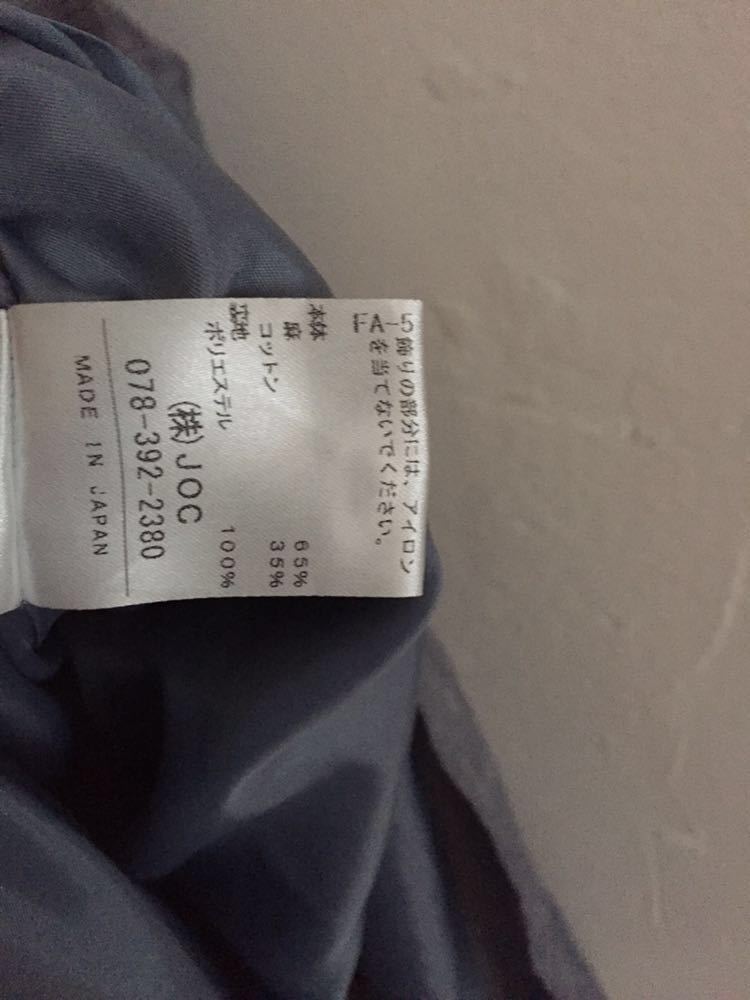 飾りの部分には、アイロン
を当てないでください。
本体
麻 65%
コットン 35%
裏地
ポリエステル 100%
(株)JOC
078-392-2380
MADE IN JAPAN